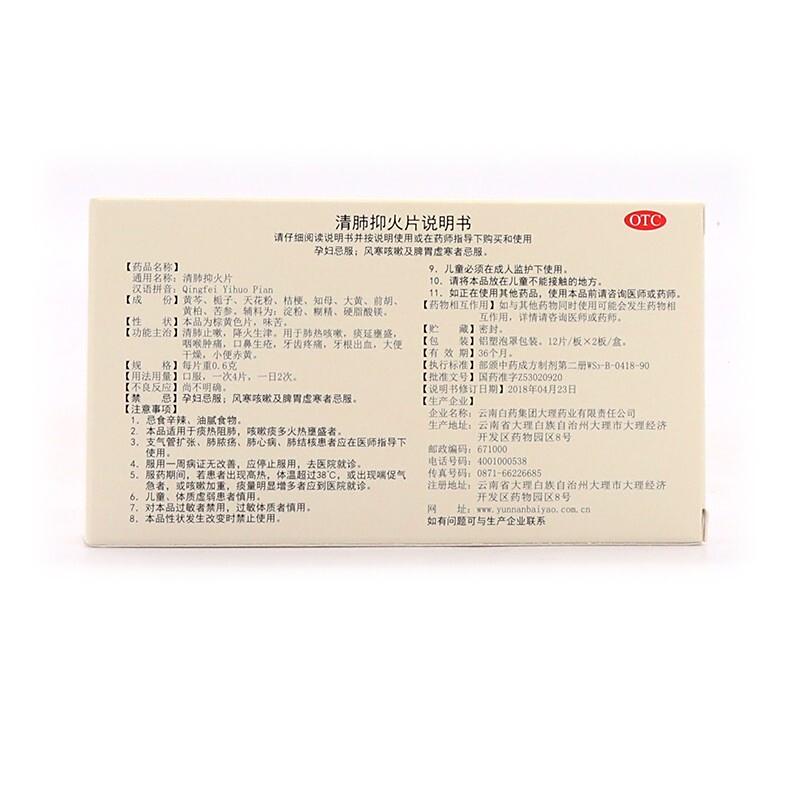 清肺抑火片说明书
OTC
请仔细阅读说明书并按说明使用或在药师指导下购买和使用
孕妇忌服；风寒咳嗽及脾胃虚寒者忌服。
【药品名称】
通用名称：清肺抑火片
汉语拼音：Qingfei Yihuo Pian
【成　份】黄芩、栀子、天花粉、桔梗、知母、大黄、前胡、
黄柏、苦参。辅料为：淀粉、糊精、硬脂酸镁。
【性　状】本品为棕黄色片，味苦。
【功能主治】清肺止嗽，降火生津。用于肺热咳嗽，痰延壅盛，
咽喉肿痛，口鼻生疮，牙齿疼痛，牙根出血，大便
干燥，小便赤黄。
【规　格】每片重0.6克
【用法用量】口服，一次4片，一日2次。
【不良反应】尚不明确。
【禁　忌】孕妇忌服；风寒咳嗽及脾胃虚寒者忌服。
【注意事项】
1. 忌食辛辣、油腻食物。
2. 本品适用于痰热阻肺，咳嗽痰多火热壅盛者。
3. 支气管扩张、肺脓疡、肺心病、肺结核患者应在医师指导下
使用。
4. 服用一周病证无改善，应停止服用，去医院就诊。
5. 服药期间，若患者出现高热，体温超过38℃，或出现喘促气
急者，或咳嗽加重，痰量明显增多者应到医院就诊。
6. 儿童、体质虚弱患者慎用。
7. 对本品过敏者禁用，过敏体质者慎用。
8. 本品性状发生改变时禁止使用。
9. 儿童必须在成人监护下使用。
10. 请将本品放在儿童不能接触的地方。
11. 如正在使用其他药品，使用本品前请咨询医师或药师。
【药物相互作用】如与其他药物同时使用可能会发生药物相
互作用，详情请咨询医师或药师。
【贮　藏】密封。
【包　装】铝塑泡罩包装。12片/板×2板/盒。
【有 效 期】36个月。
【执行标准】部颁中药成方制剂第二册WS₃-B-0418-90
【批准文号】国药准字Z53020920
【说明书修订日期】2018年04月23日
【生产企业】
企业名称：云南白药集团大理药业有限责任公司
生产地址：云南省大理白族自治州大理市大理经济
开发区药物园区8号
邮政编码：671000
电话号码：4001000538
传真号码：0871-66226685
注册地址：云南省大理白族自治州大理市大理经济
开发区药物园区8号
网　址：www.yunnanbaiyao.com.cn
如有问题可与生产企业联系